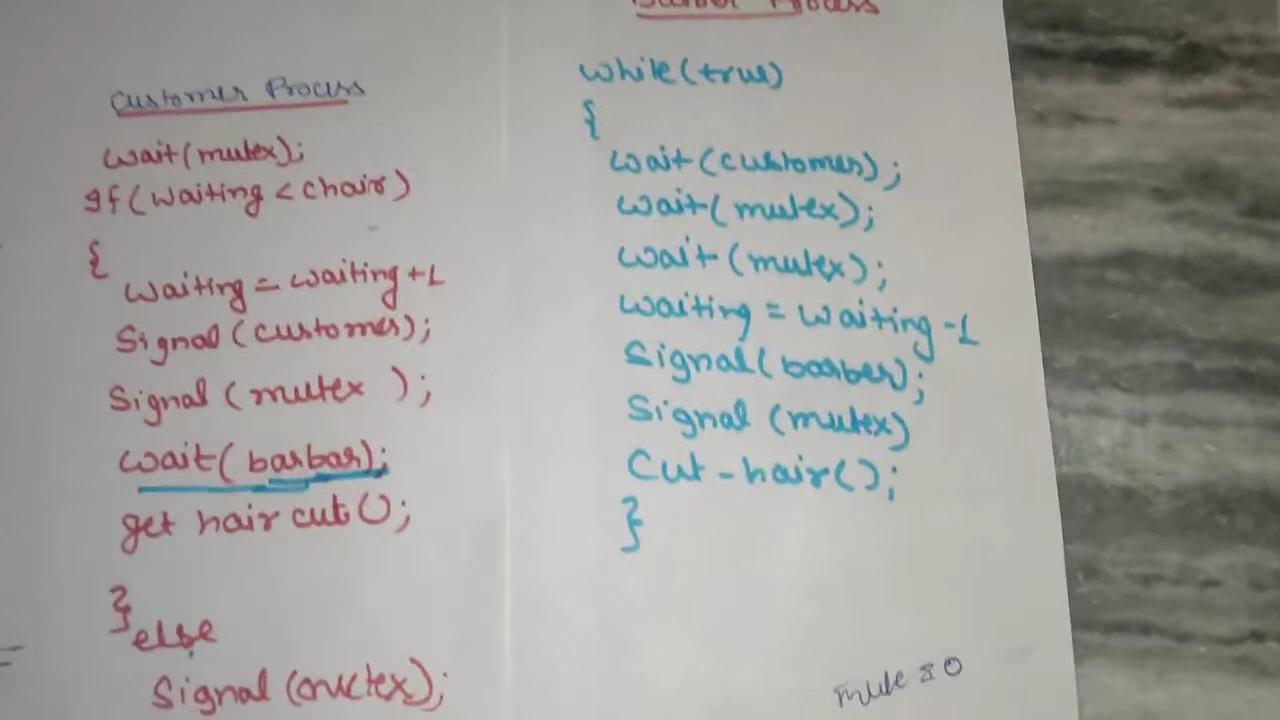 Customer Process
wait(mutex);
If(waiting < chair)
{
waiting = waiting +1
Signal (customer);
Signal (mutex );
wait( barbar);
get hair cut();
}
else
Signal (mutex);
Process
while(true)
{
wait(customer);
wait( mutex);
wait (mutex);
waiting = waiting -1
Signal( barber);
Signal (mutex)
Cut - hair();
}